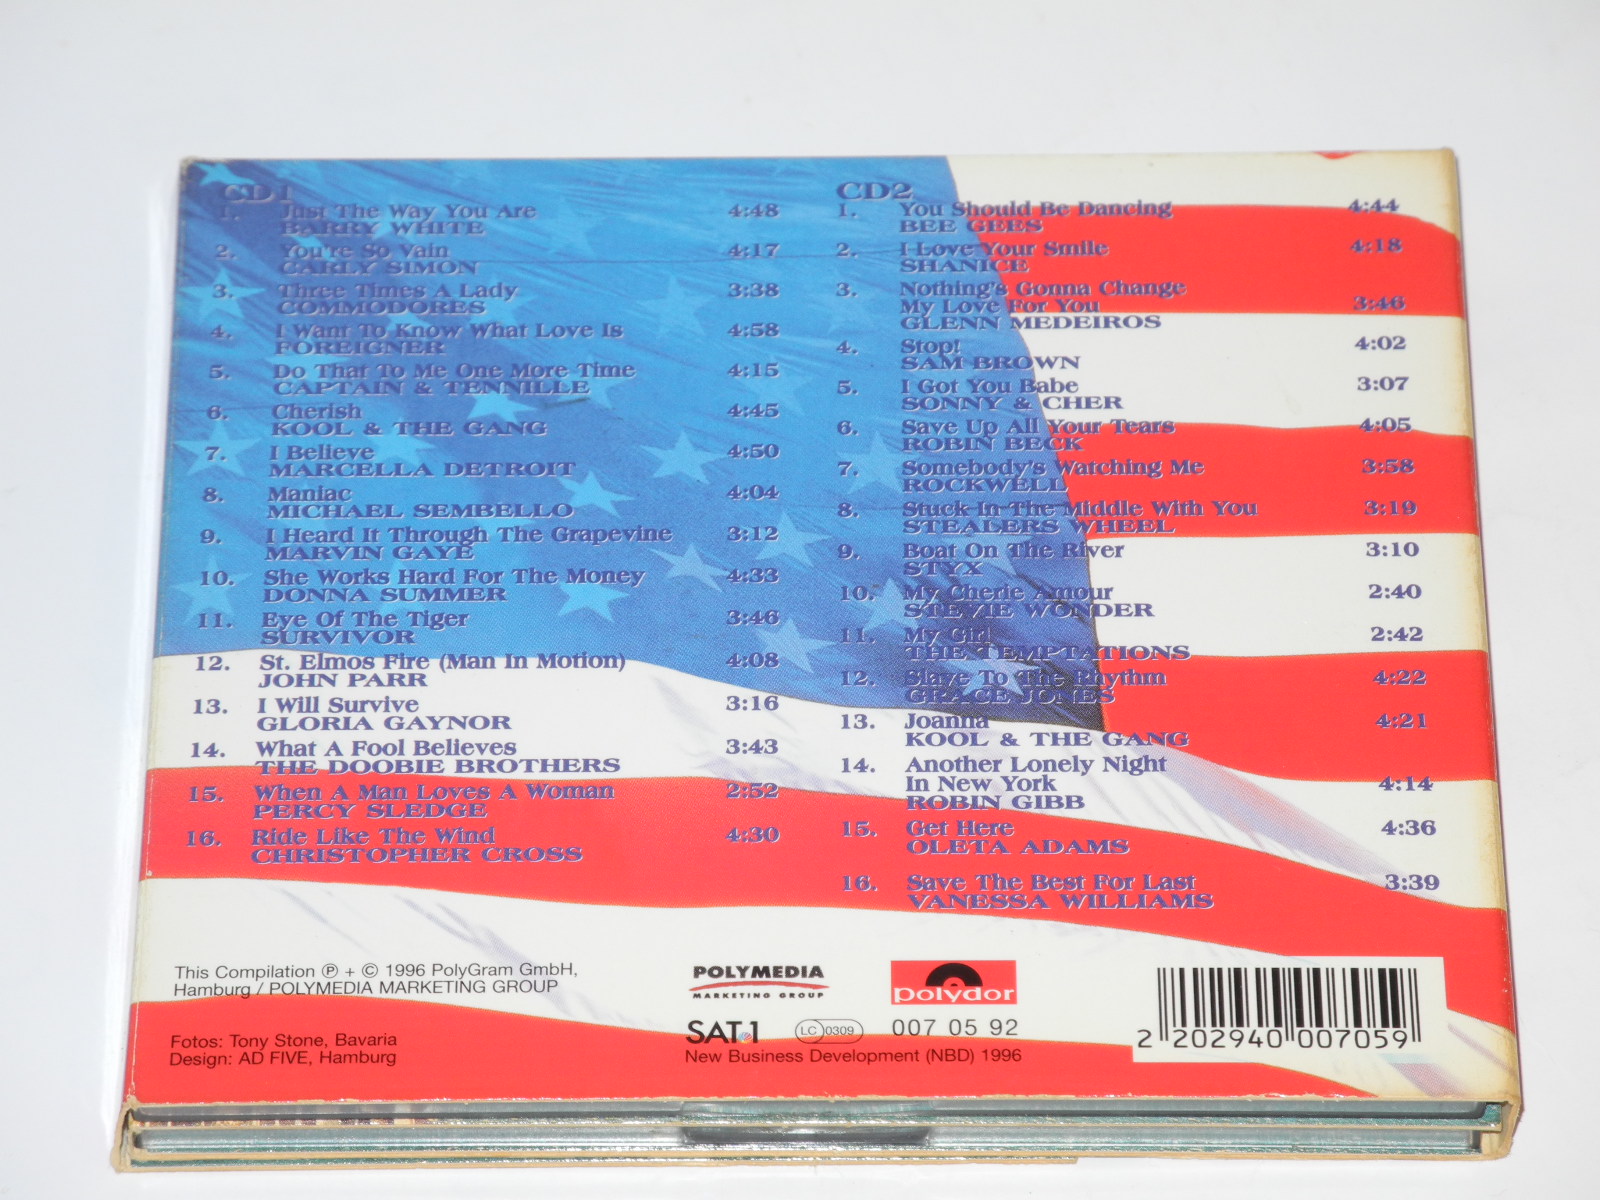 CD1
1. Just The Way You Are 4:48
BARRY WHITE
2. You're So Vain 4:17
CARLY SIMON
3. Three Times A Lady 3:38
COMMODORES
4. I Want To Know What Love Is 4:58
FOREIGNER
5. Do That To Me One More Time 4:15
CAPTAIN & TENNILLE
6. Cherish 4:45
KOOL & THE GANG
7. I Believe 4:50
MARCELLA DETROIT
8. Maniac 4:04
MICHAEL SEMBELLO
9. I Heard It Through The Grapevine 3:12
MARVIN GAYE
10. She Works Hard For The Money 4:33
DONNA SUMMER
11. Eye Of The Tiger 3:46
SURVIVOR
12. St. Elmos Fire (Man In Motion) 4:08
JOHN PARR
13. I Will Survive 3:16
GLORIA GAYNOR
14. What A Fool Believes 3:43
THE DOOBIE BROTHERS
15. When A Man Loves A Woman 2:52
PERCY SLEDGE
16. Ride Like The Wind 4:30
CHRISTOPHER CROSS
CD2
1. You Should Be Dancing 4:44
BEE GEES
2. I Love Your Smile 4:18
SHANICE
3. Nothing's Gonna Change
My Love For You 3:46
GLENN MEDEIROS
4. Stop! 4:02
SAM BROWN
5. I Got You Babe 3:07
SONNY & CHER
6. Save Up All Your Tears 4:05
ROBIN BECK
7. Somebody's Watching Me 3:58
ROCKWELL
8. Stuck In The Middle With You 3:19
STEALERS WHEEL
9. Boat On The River 3:10
STYX
10. My Cherie Amour 2:40
STEVIE WONDER
11. My Girl 2:42
THE TEMPTATIONS
12. Slave To The Rhythm 4:22
GRACE JONES
13. Joanna 4:21
KOOL & THE GANG
14. Another Lonely Night
In New York 4:14
ROBIN GIBB
15. Get Here 4:36
OLETA ADAMS
16. Save The Best For Last 3:39
VANESSA WILLIAMS
This Compilation ℗ + © 1996 PolyGram GmbH,
Hamburg / POLYMEDIA MARKETING GROUP
Fotos: Tony Stone, Bavaria
Design: AD FIVE, Hamburg
POLYMEDIA
MARKETING GROUP
polydor
SAT.1 LC 0309 007 05 92
New Business Development (NBD) 1996
2 202940 007059